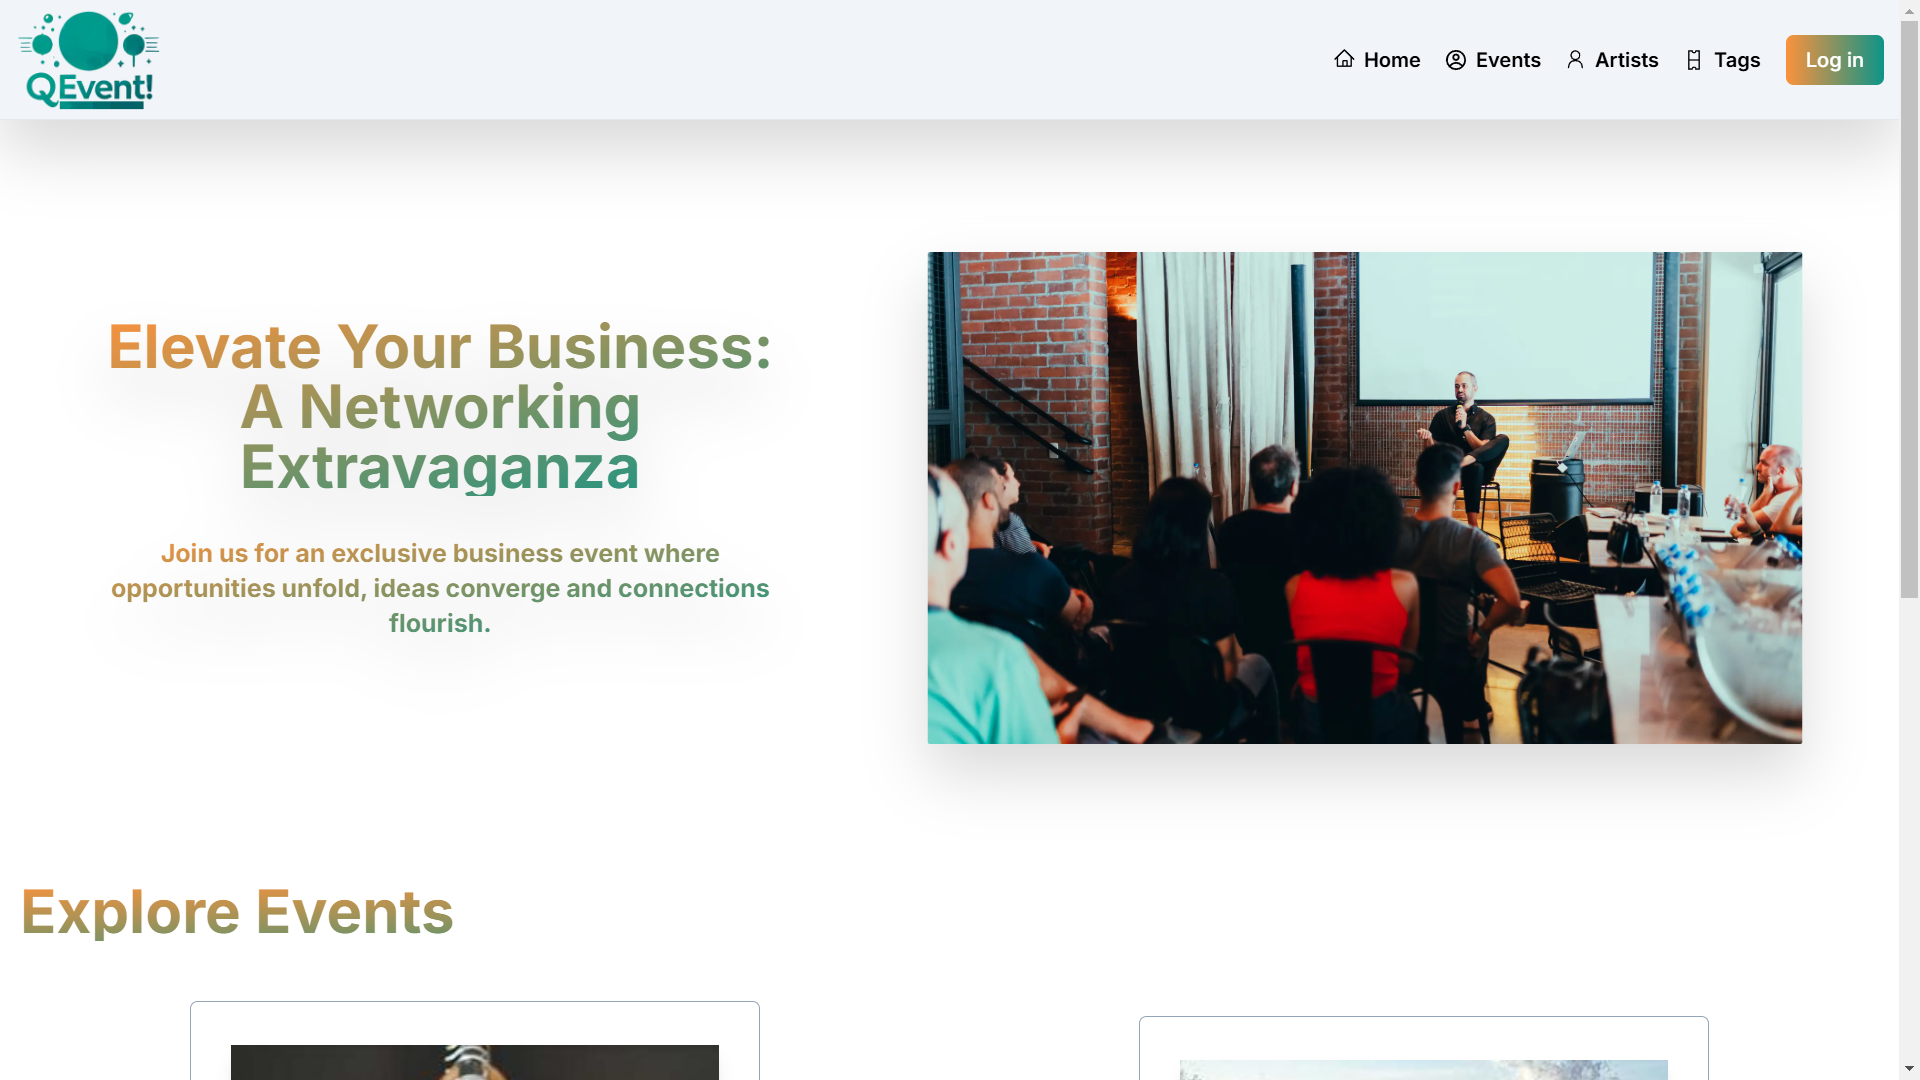 QEvent!
Home
Events
Artists
Tags
Log in
Elevate Your Business:
A Networking
Extravaganza
Join us for an exclusive business event where
opportunities unfold, ideas converge and connections
flourish.
Explore Events